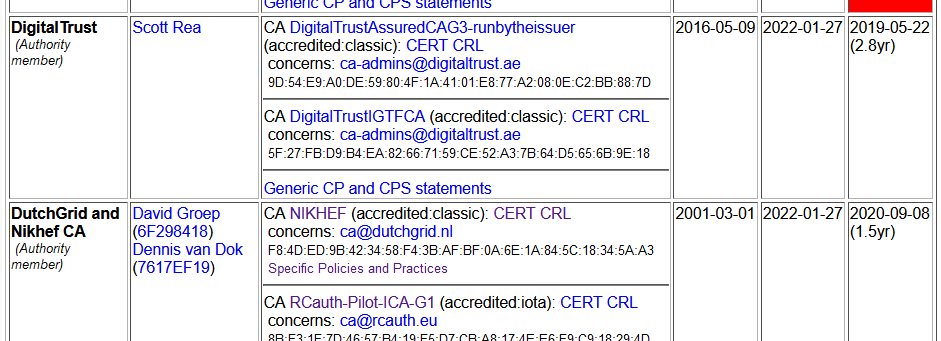 Generic CP and CPS statements
DigitalTrust
(Authority
member)
Scott Rea
CA DigitalTrustAssuredCAG3-runbytheissuer
(accredited:classic): CERT CRL
concerns: ca-admins@digitaltrust.ae
9D:54:E9:A0:DE:59:80:4F:1A:41:01:E8:77:A2:08:0E:C2:BB:88:7D
CA DigitalTrustIGTFCA (accredited:classic): CERT CRL
concerns: ca-admins@digitaltrust.ae
5F:27:FB:D9:B4:EA:82:66:71:59:CE:52:A3:7B:64:D5:65:6B:9E:18
Generic CP and CPS statements
2016-05-09
2022-01-27
2019-05-22
(2.8yr)
DutchGrid and
Nikhef CA
(Authority
member)
David Groep
(6F298418)
Dennis van Dok
(7617EF19)
CA NIKHEF (accredited:classic): CERT CRL
concerns: ca@dutchgrid.nl
F8:4D:ED:9B:42:34:58:F4:3B:AF:BF:0A:6E:1A:84:5C:18:34:5A:A3
Specific Policies and Practices
CA RCauth-Pilot-ICA-G1 (accredited:iota): CERT CRL
concerns: ca@rcauth.eu
2001-03-01
2022-01-27
2020-09-08
(1.5yr)